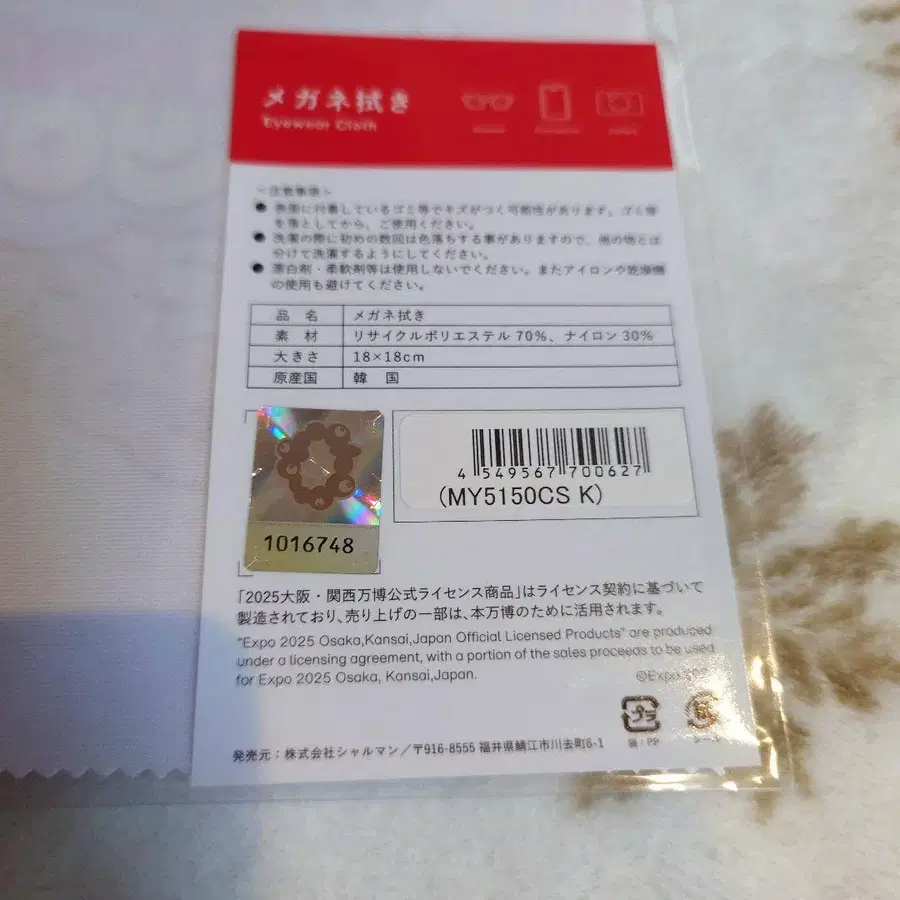 メガネ拭き
Eyewear Cloth
<注意事項>
● 表面に付着しているゴミ等でキズがつく可能性があります。ゴミ等
を落としてから、ご使用ください。
● 洗濯の際に初めの数回は色落ちする事がありますので、他の物とは
分けて洗濯するようにしてください。
● 漂白剤・柔軟剤等は使用しないでください。またアイロンや乾燥機
の使用も避けてください。
品 名 メガネ拭き
素 材 リサイクルポリエステル70%、ナイロン30%
大きさ 18×18cm
原産国 韓 国
4 549567 700627
(MY5150CS K)
1016748
「2025大阪・関西万博公式ライセンス商品」はライセンス契約に基づいて
製造されており、売り上げの一部は、本万博のために活用されます。
"Expo 2025 Osaka,Kansai,Japan Official Licensed Products" are produced
under a licensing agreement, with a portion of the sales proceeds to be used
for Expo 2025 Osaka, Kansai,Japan.
©Expo
プラ
袋:PP
発売元:株式会社シャルマン/〒916-8555 福井県鯖江市川去町6-1